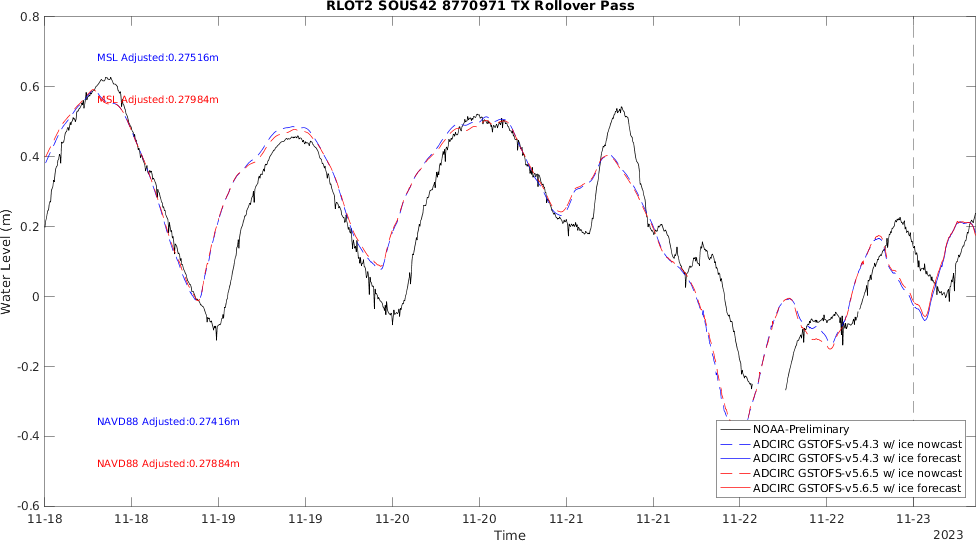 RLOT2 SOUS42 8770971 TX Rollover Pass
Water Level (m)
0.8
0.6
0.4
0.2
0
-0.2
-0.4
-0.6
MSL Adjusted:0.27516m
MSL Adjusted:0.27984m
NAVD88 Adjusted:0.27416m
NAVD88 Adjusted:0.27884m
NOAA-Preliminary
ADCIRC GSTOFS-v5.4.3 w/ ice nowcast
ADCIRC GSTOFS-v5.4.3 w/ ice forecast
ADCIRC GSTOFS-v5.6.5 w/ ice nowcast
ADCIRC GSTOFS-v5.6.5 w/ ice forecast
11-18 11-18 11-19 11-19 11-20 11-20 11-21 11-21 11-22 11-22 11-23
Time
2023